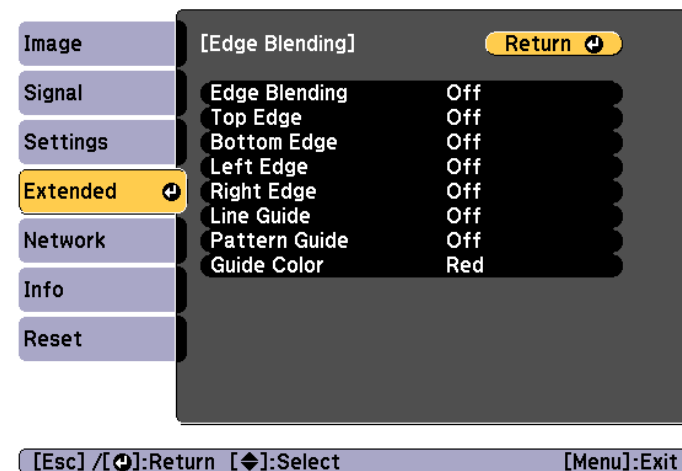 Image
Signal
Settings
Extended
Network
Info
Reset
[Edge Blending]
Return
Edge Blending Off
Top Edge Off
Bottom Edge Off
Left Edge Off
Right Edge Off
Line Guide Off
Pattern Guide Off
Guide Color Red
[Esc] /[⏎]:Return [◆]:Select [Menu]:Exit